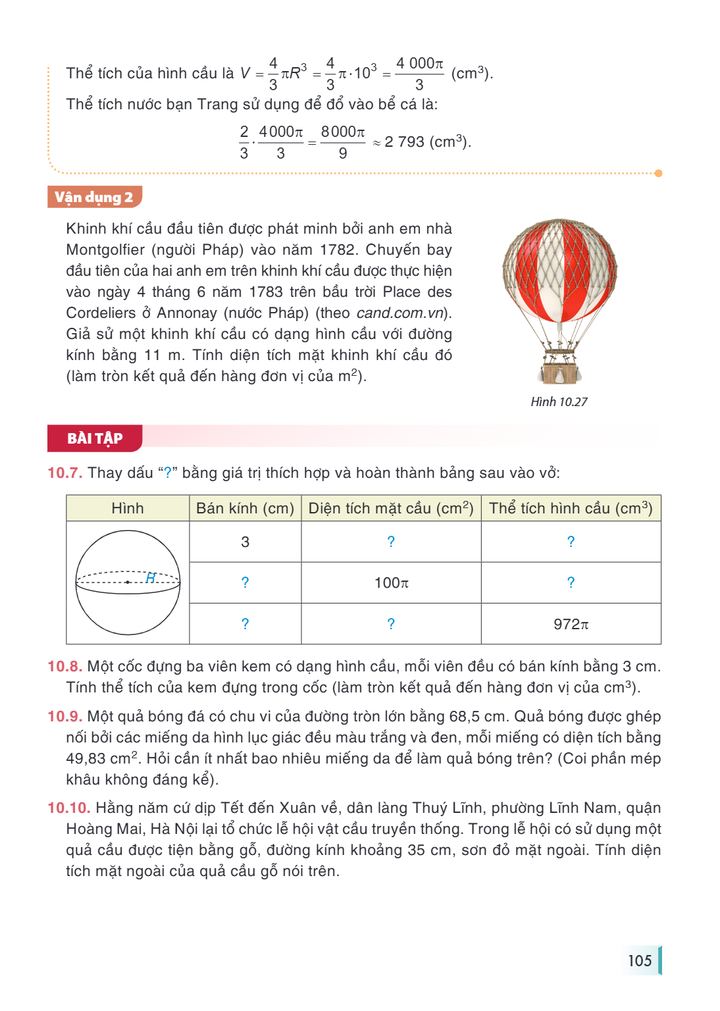 Thể tích của hình cầu là V = 4/3 πR³ = 4/3 π·10³ = 4 000π/3 (cm³).
Thể tích nước bạn Trang sử dụng để đổ vào bể cá là:
2/3 · 4 000π/3 = 8 000π/9 ≈ 2 793 (cm³).
Vận dụng 2
Khinh khí cầu đầu tiên được phát minh bởi anh em nhà
Montgolfier (người Pháp) vào năm 1782. Chuyến bay
đầu tiên của hai anh em trên khinh khí cầu được thực hiện
vào ngày 4 tháng 6 năm 1783 trên bầu trời Place des
Cordeliers ở Annonay (nước Pháp) (theo cand.com.vn).
Giả sử một khinh khí cầu có dạng hình cầu với đường
kính bằng 11 m. Tính diện tích mặt khinh khí cầu đó
(làm tròn kết quả đến hàng đơn vị của m²).
Hình 10.27
BÀI TẬP
10.7. Thay dấu “?” bằng giá trị thích hợp và hoàn thành bảng sau vào vở:
Hình Bán kính (cm) Diện tích mặt cầu (cm²) Thể tích hình cầu (cm³)
3 ? ?
R ? 100π ?
? ? 972π
10.8. Một cốc đựng ba viên kem có dạng hình cầu, mỗi viên đều có bán kính bằng 3 cm.
Tính thể tích của kem đựng trong cốc (làm tròn kết quả đến hàng đơn vị của cm³).
10.9. Một quả bóng đá có chu vi của đường tròn lớn bằng 68,5 cm. Quả bóng được ghép
nối bởi các miếng da hình lục giác đều màu trắng và đen, mỗi miếng có diện tích bằng
49,83 cm². Hỏi cần ít nhất bao nhiêu miếng da để làm quả bóng trên? (Coi phần mép
khâu không đáng kể).
10.10. Hằng năm cứ dịp Tết đến Xuân về, dân làng Thuý Lĩnh, phường Lĩnh Nam, quận
Hoàng Mai, Hà Nội lại tổ chức lễ hội vật cầu truyền thống. Trong lễ hội có sử dụng một
quả cầu được tiện bằng gỗ, đường kính khoảng 35 cm, sơn đỏ mặt ngoài. Tính diện
tích mặt ngoài của quả cầu gỗ nói trên.
105